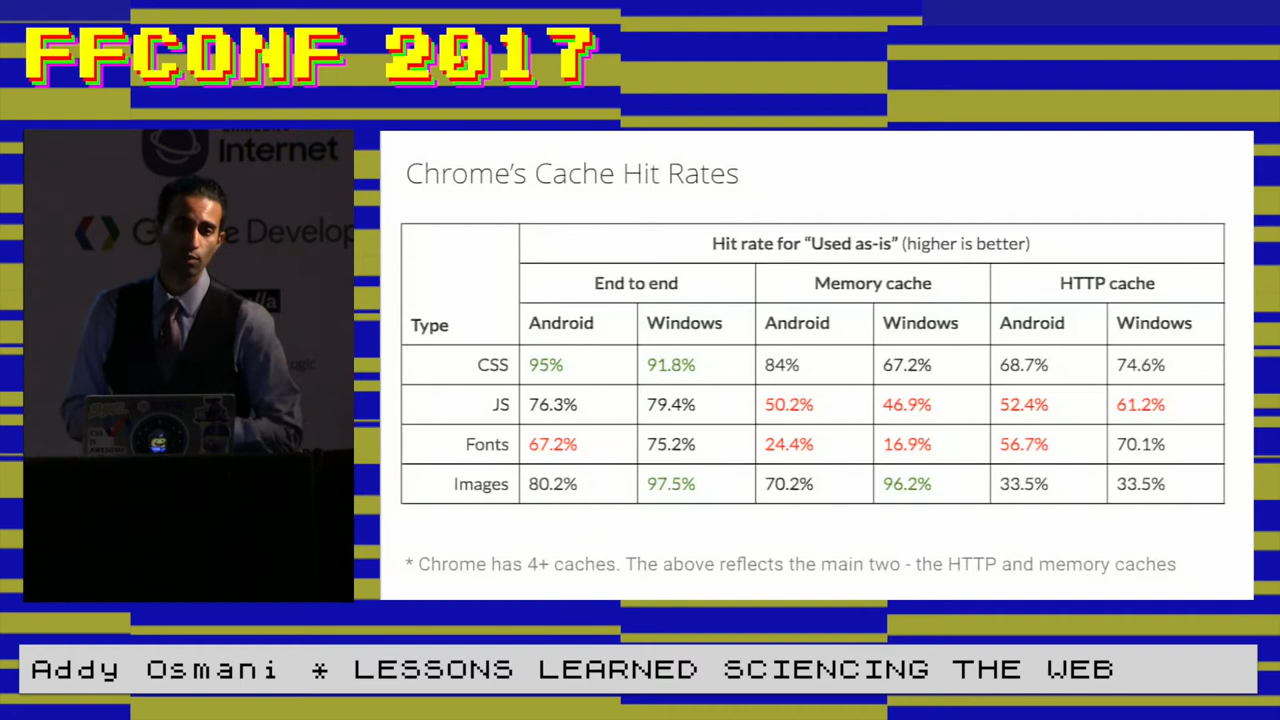 FFCONF 2017
Internet
Develop
Chrome's Cache Hit Rates
Hit rate for “Used as-is” (higher is better)
End to end Memory cache HTTP cache
Type Android Windows Android Windows Android Windows
CSS 95% 91.8% 84% 67.2% 68.7% 74.6%
JS 76.3% 79.4% 50.2% 46.9% 52.4% 61.2%
Fonts 67.2% 75.2% 24.4% 16.9% 56.7% 70.1%
Images 80.2% 97.5% 70.2% 96.2% 33.5% 33.5%
* Chrome has 4+ caches. The above reflects the main two - the HTTP and memory caches
Addy Osmani * LESSONS LEARNED SCIENCING THE WEB